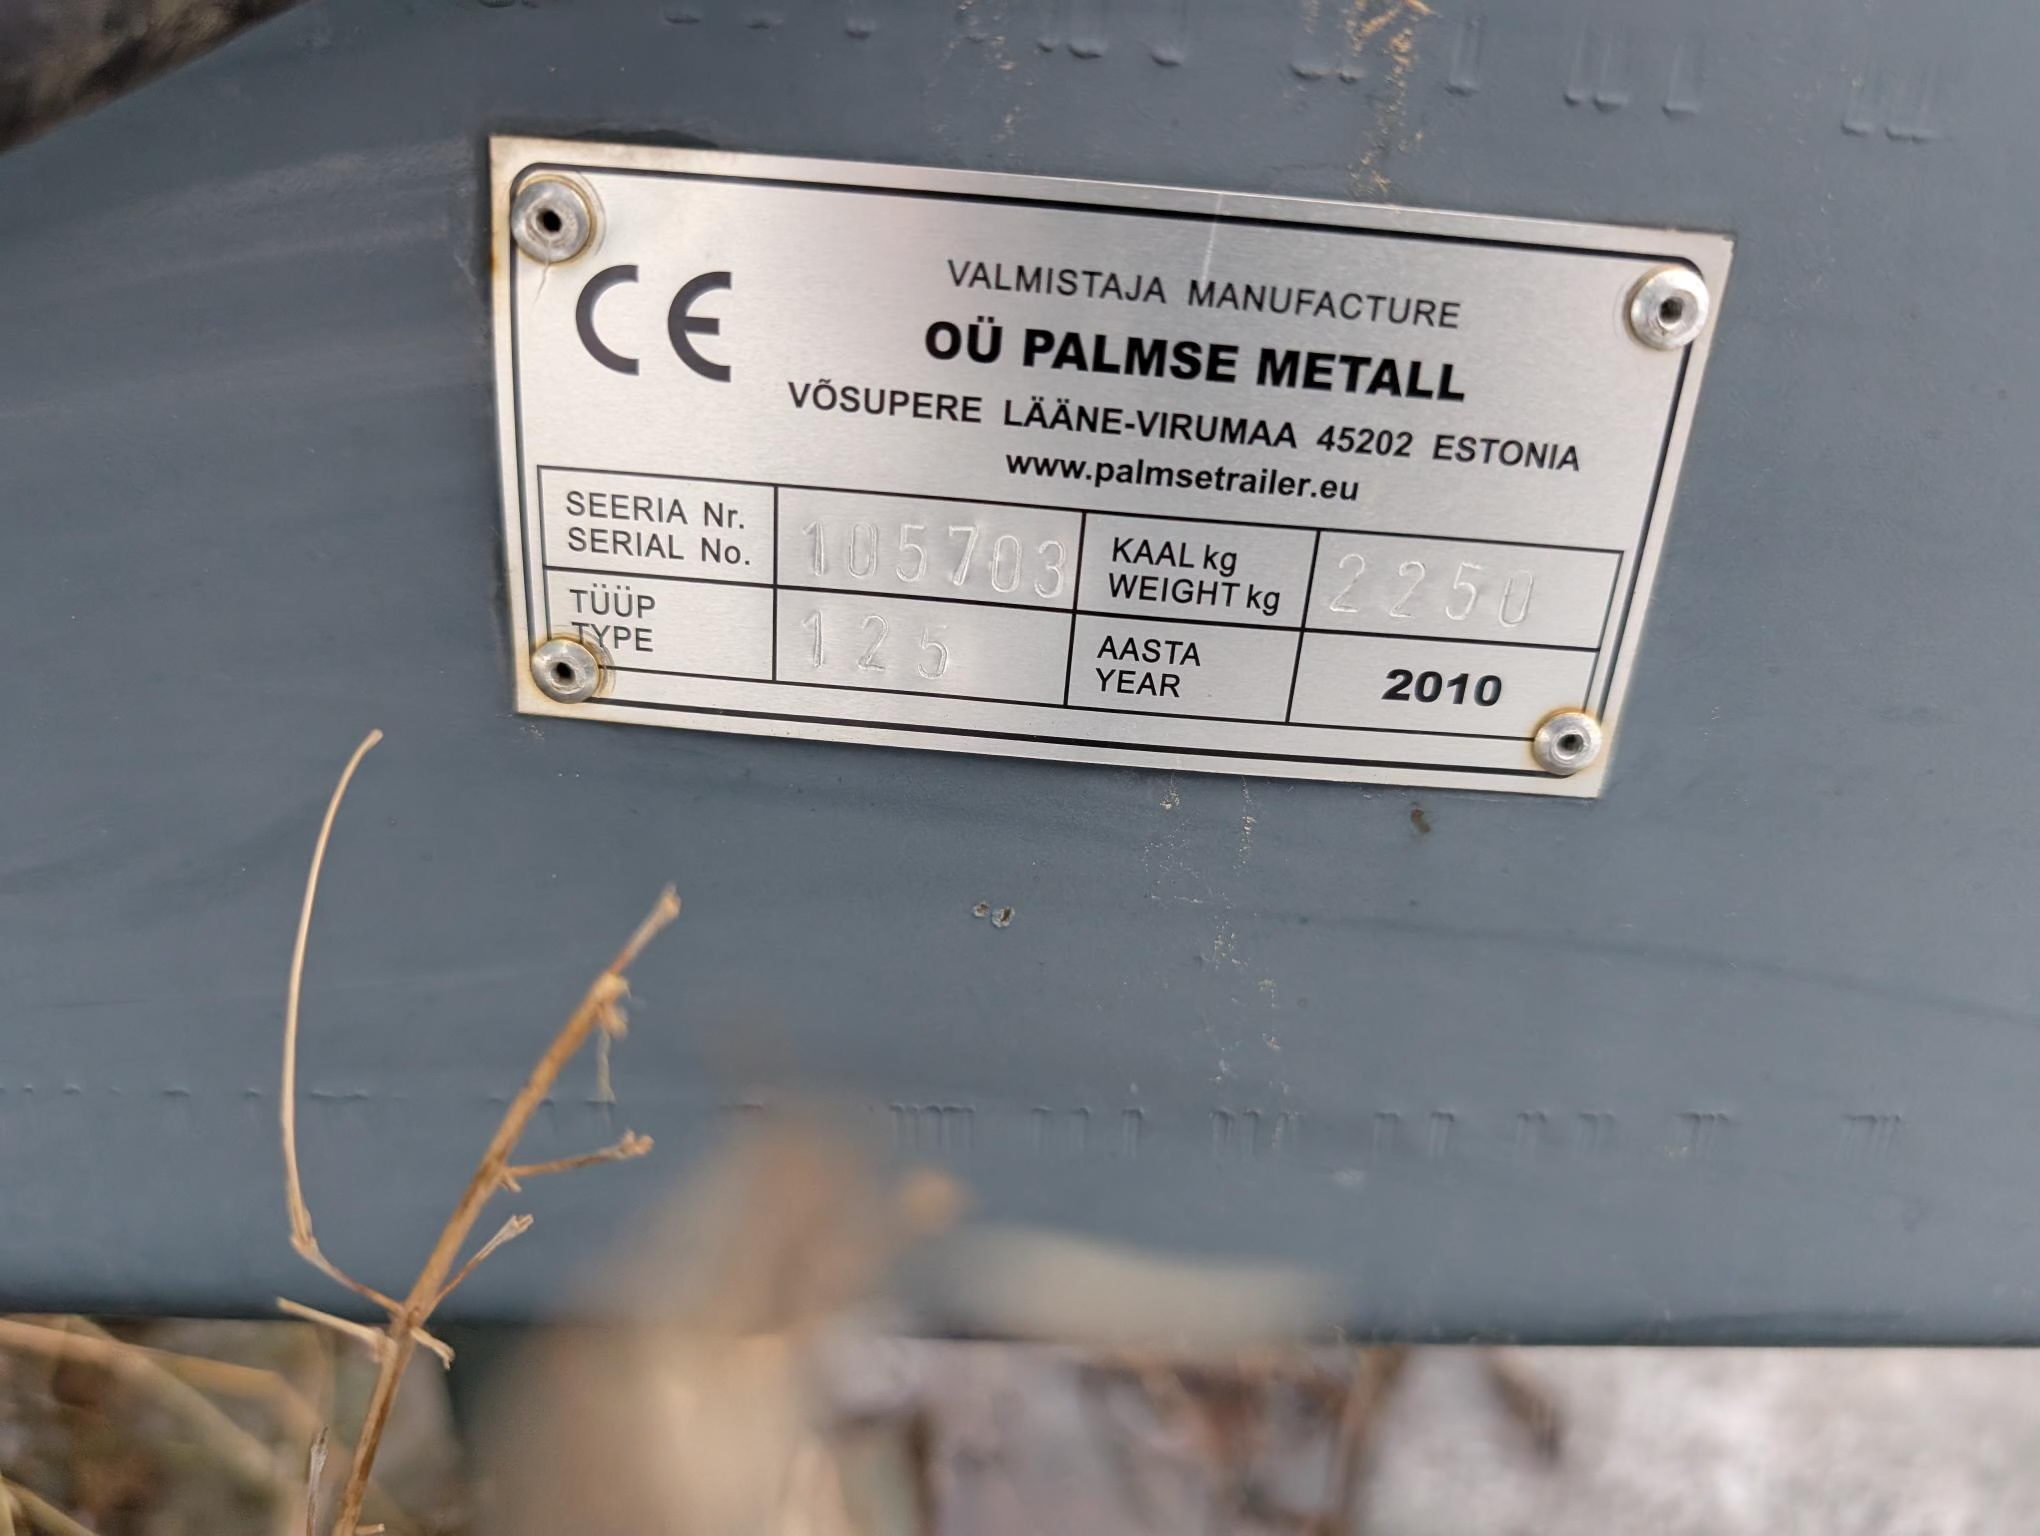 CE
VALMISTAJA MANUFACTURE
OÜ PALMSE METALL
VÕSUPERE LÄÄNE-VIRUMAA 45202 ESTONIA
www.palmsetrailer.eu
SEERIA Nr.
SERIAL No.
105703
KAAL kg
WEIGHT kg
2250
TÜÜP
TYPE
125
AASTA
YEAR
2010